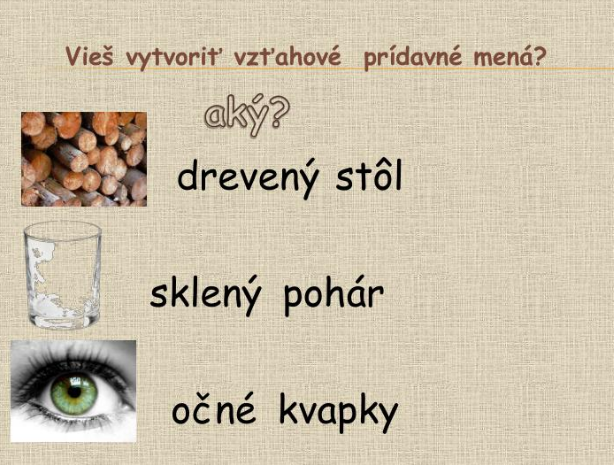 Vieš vytvoriť vzťahové prídavné mená?
aký?
drevený stôl
sklený pohár
očné kvapky